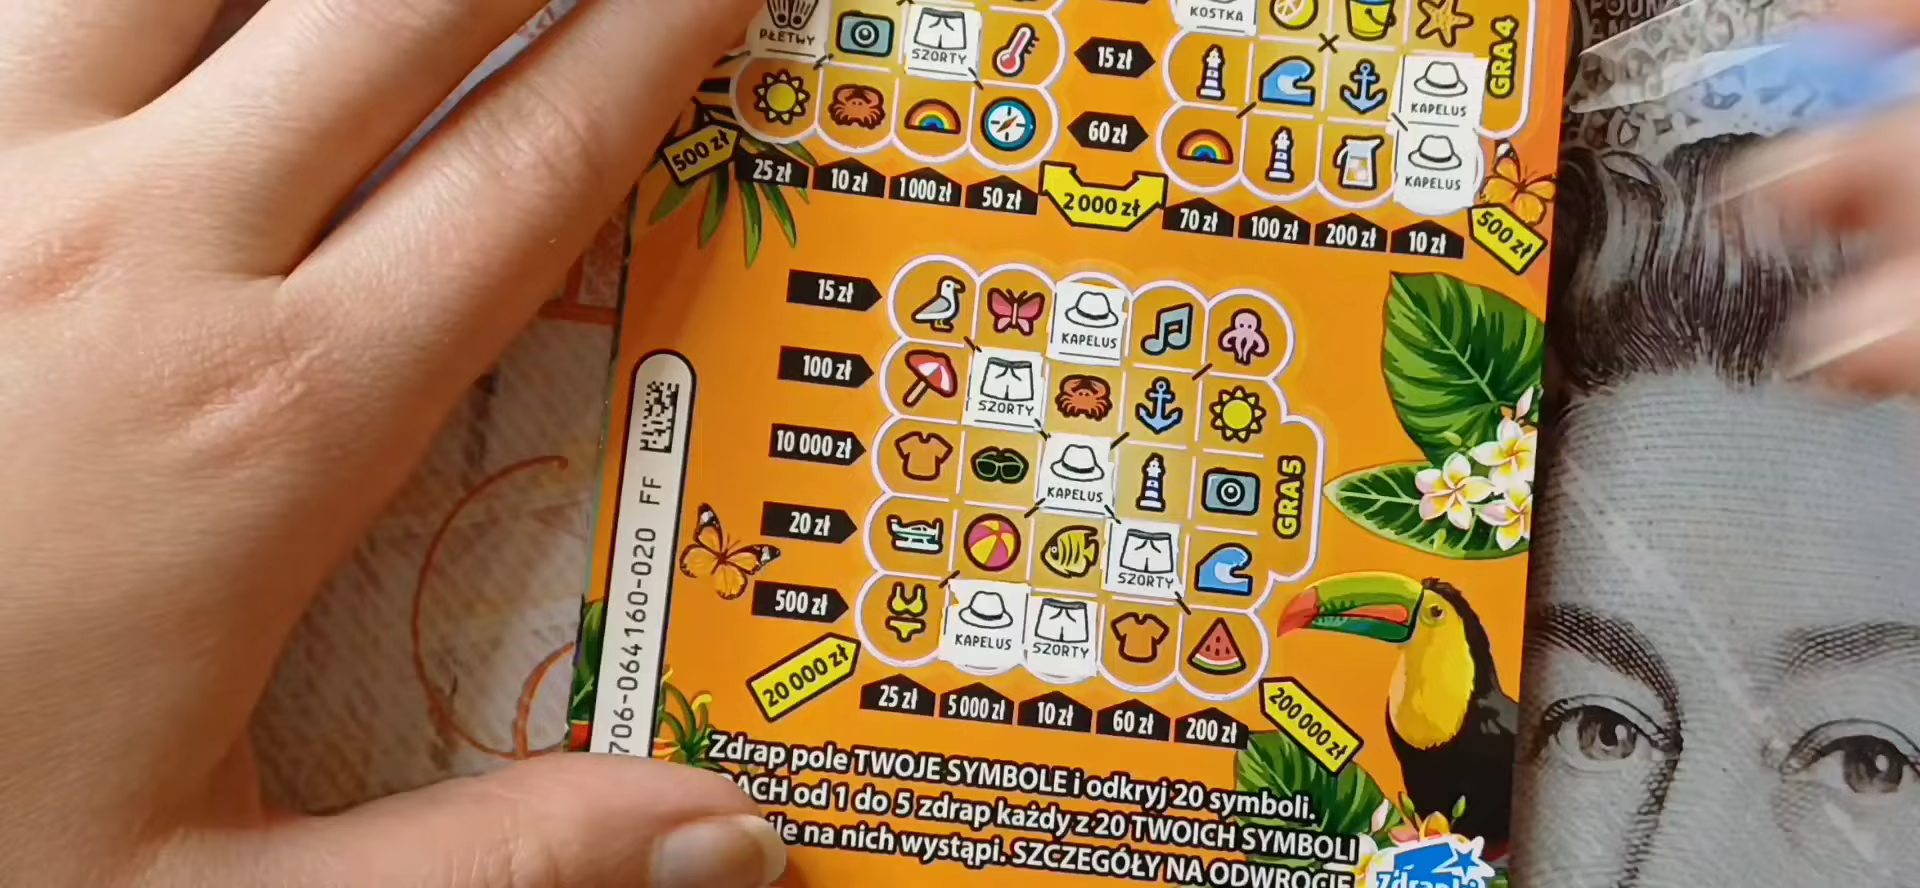 KOSTKA
PŁETWY
SZORTY
15 zł
KAPELUS
GRA 4
60 zł
KAPELUS
500 zł
25 zł
10 zł
1 000 zł
50 zł
2 000 zł
70 zł
100 zł
200 zł
10 zł
500 zł
15 zł
KAPELUS
100 zł
SZORTY
10 000 zł
KAPELUS
GRA 5
20 zł
SZORTY
500 zł
KAPELUS
SZORTY
20 000 zł
25 zł
5 000 zł
10 zł
60 zł
200 zł
200 000 zł
706-064160-020 FF
Zdrap pole TWOJE SYMBOLE i odkryj 20 symboli.
od 1 do 5 zdrap każdy z 20 TWOICH SYMBOLI
ile na nich wystąpi. SZCZEGÓŁY NA ODWROCIE